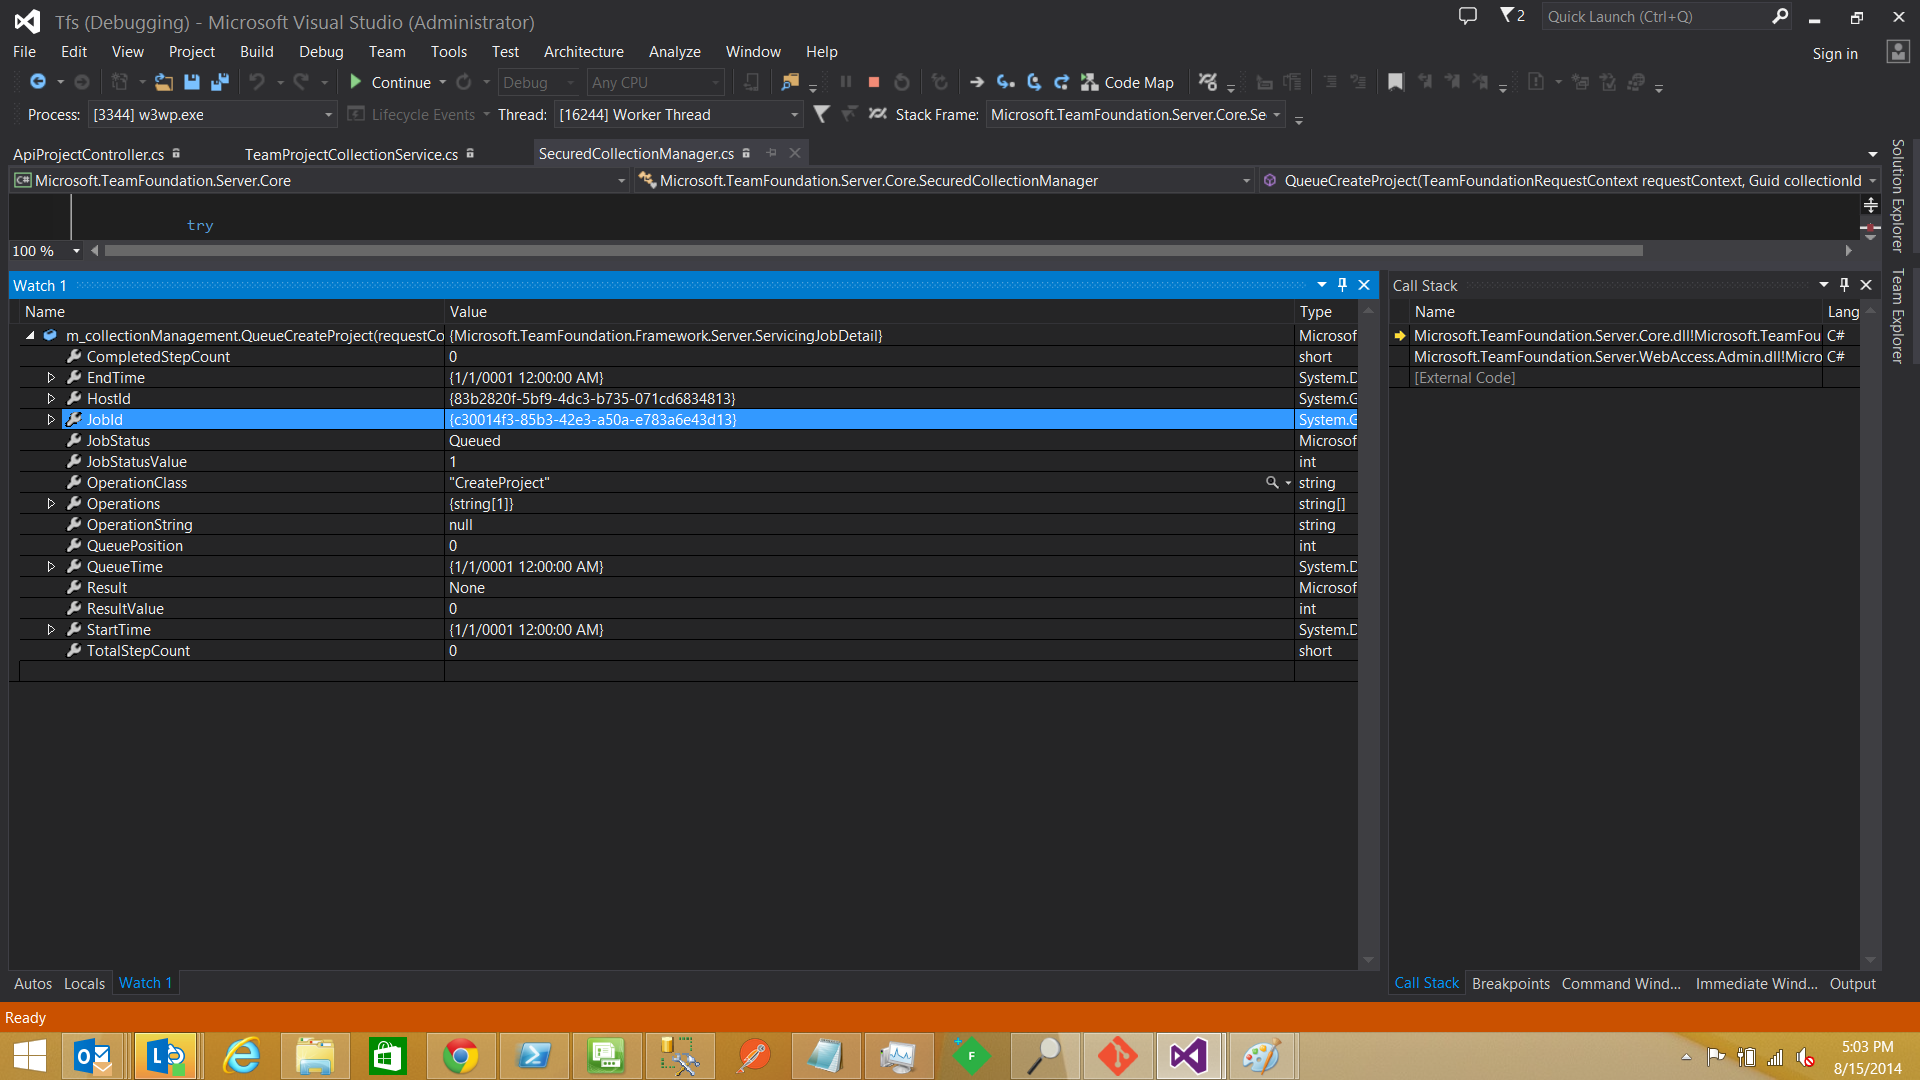 Tfs (Debugging) - Microsoft Visual Studio (Administrator)
2
Quick Launch (Ctrl+Q)
File Edit View Project Build Debug Team Tools Test Architecture Analyze Window Help
Sign in
Continue Debug Any CPU Code Map
Process: [3344] w3wp.exe Lifecycle Events Thread: [16244] Worker Thread Stack Frame: Microsoft.TeamFoundation.Server.Core.Se
ApiProjectController.cs TeamProjectCollectionService.cs SecuredCollectionManager.cs
C# Microsoft.TeamFoundation.Server.Core Microsoft.TeamFoundation.Server.Core.SecuredCollectionManager QueueCreateProject(TeamFoundationRequestContext requestContext, Guid collectionId
try
100 %
Solution Explorer
Team Explorer
Watch 1
Name Value Type
m_collectionManagement.QueueCreateProject(requestCo {Microsoft.TeamFoundation.Framework.Server.ServicingJobDetail} Microsof
CompletedStepCount 0 short
EndTime {1/1/0001 12:00:00 AM} System.D
HostId {83b2820f-5bf9-4dc3-b735-071cd6834813} System.G
JobId {c30014f3-85b3-42e3-a50a-e783a6e43d13} System.G
JobStatus Queued Microsof
JobStatusValue 1 int
OperationClass "CreateProject" string
Operations {string[1]} string[]
OperationString null string
QueuePosition 0 int
QueueTime {1/1/0001 12:00:00 AM} System.D
Result None Microsof
ResultValue 0 int
StartTime {1/1/0001 12:00:00 AM} System.D
TotalStepCount 0 short
Call Stack
Name Lang
Microsoft.TeamFoundation.Server.Core.dll!Microsoft.TeamFou C#
Microsoft.TeamFoundation.Server.WebAccess.Admin.dll!Micro C#
[External Code]
Autos Locals Watch 1
Call Stack Breakpoints Command Wind... Immediate Wind... Output
Ready
5:03 PM
8/15/2014